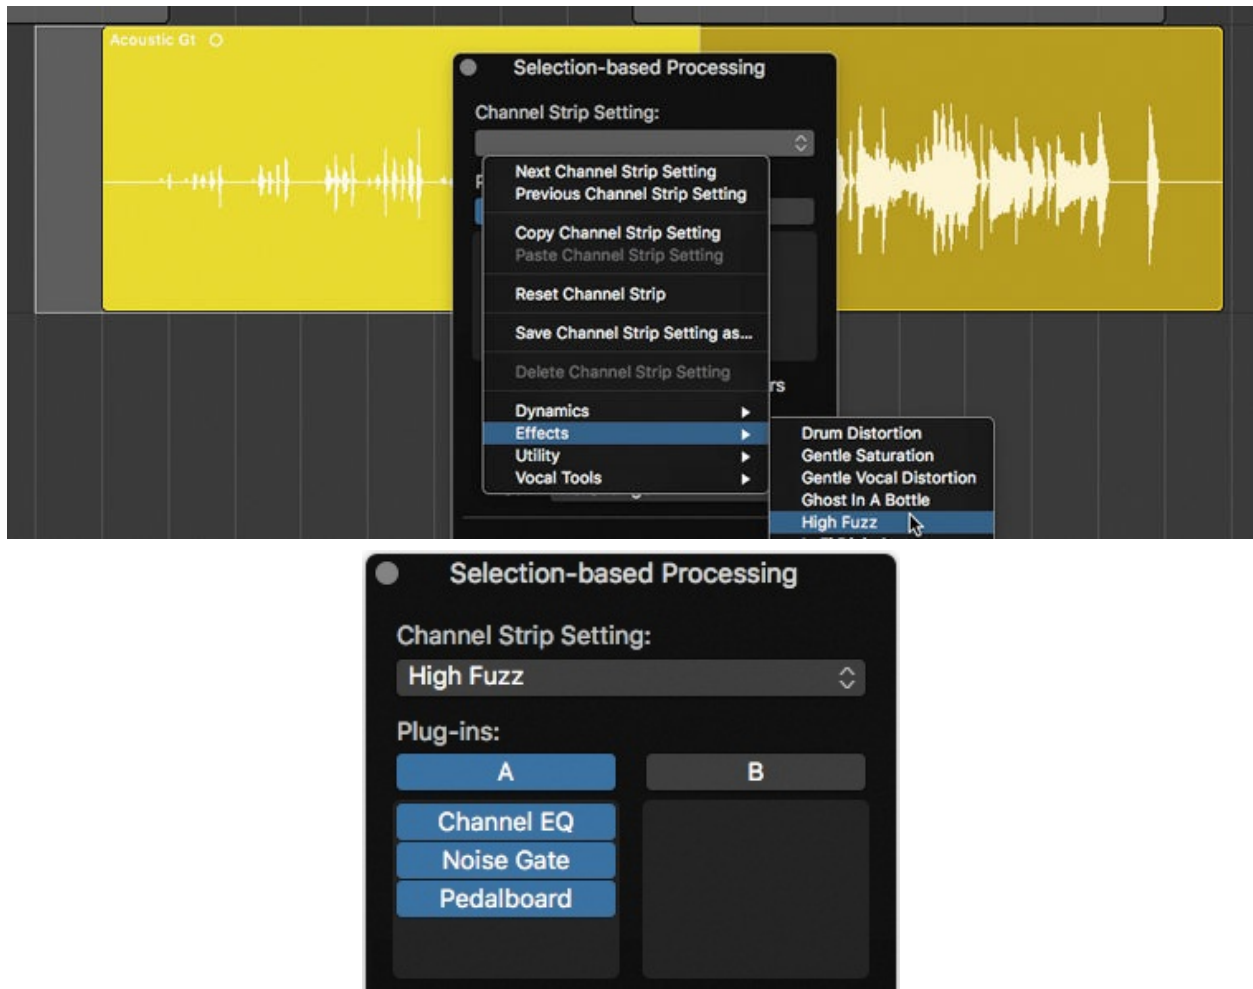 Acoustic Gt
Selection-based Processing
Channel Strip Setting:
Next Channel Strip Setting
Previous Channel Strip Setting
Copy Channel Strip Setting
Paste Channel Strip Setting
Reset Channel Strip
Save Channel Strip Setting as...
Delete Channel Strip Setting
rs
Dynamics
Effects
Utility
Vocal Tools
Drum Distortion
Gentle Saturation
Gentle Vocal Distortion
Ghost In A Bottle
High Fuzz
Selection-based Processing
Channel Strip Setting:
High Fuzz
Plug-ins:
A B
Channel EQ
Noise Gate
Pedalboard